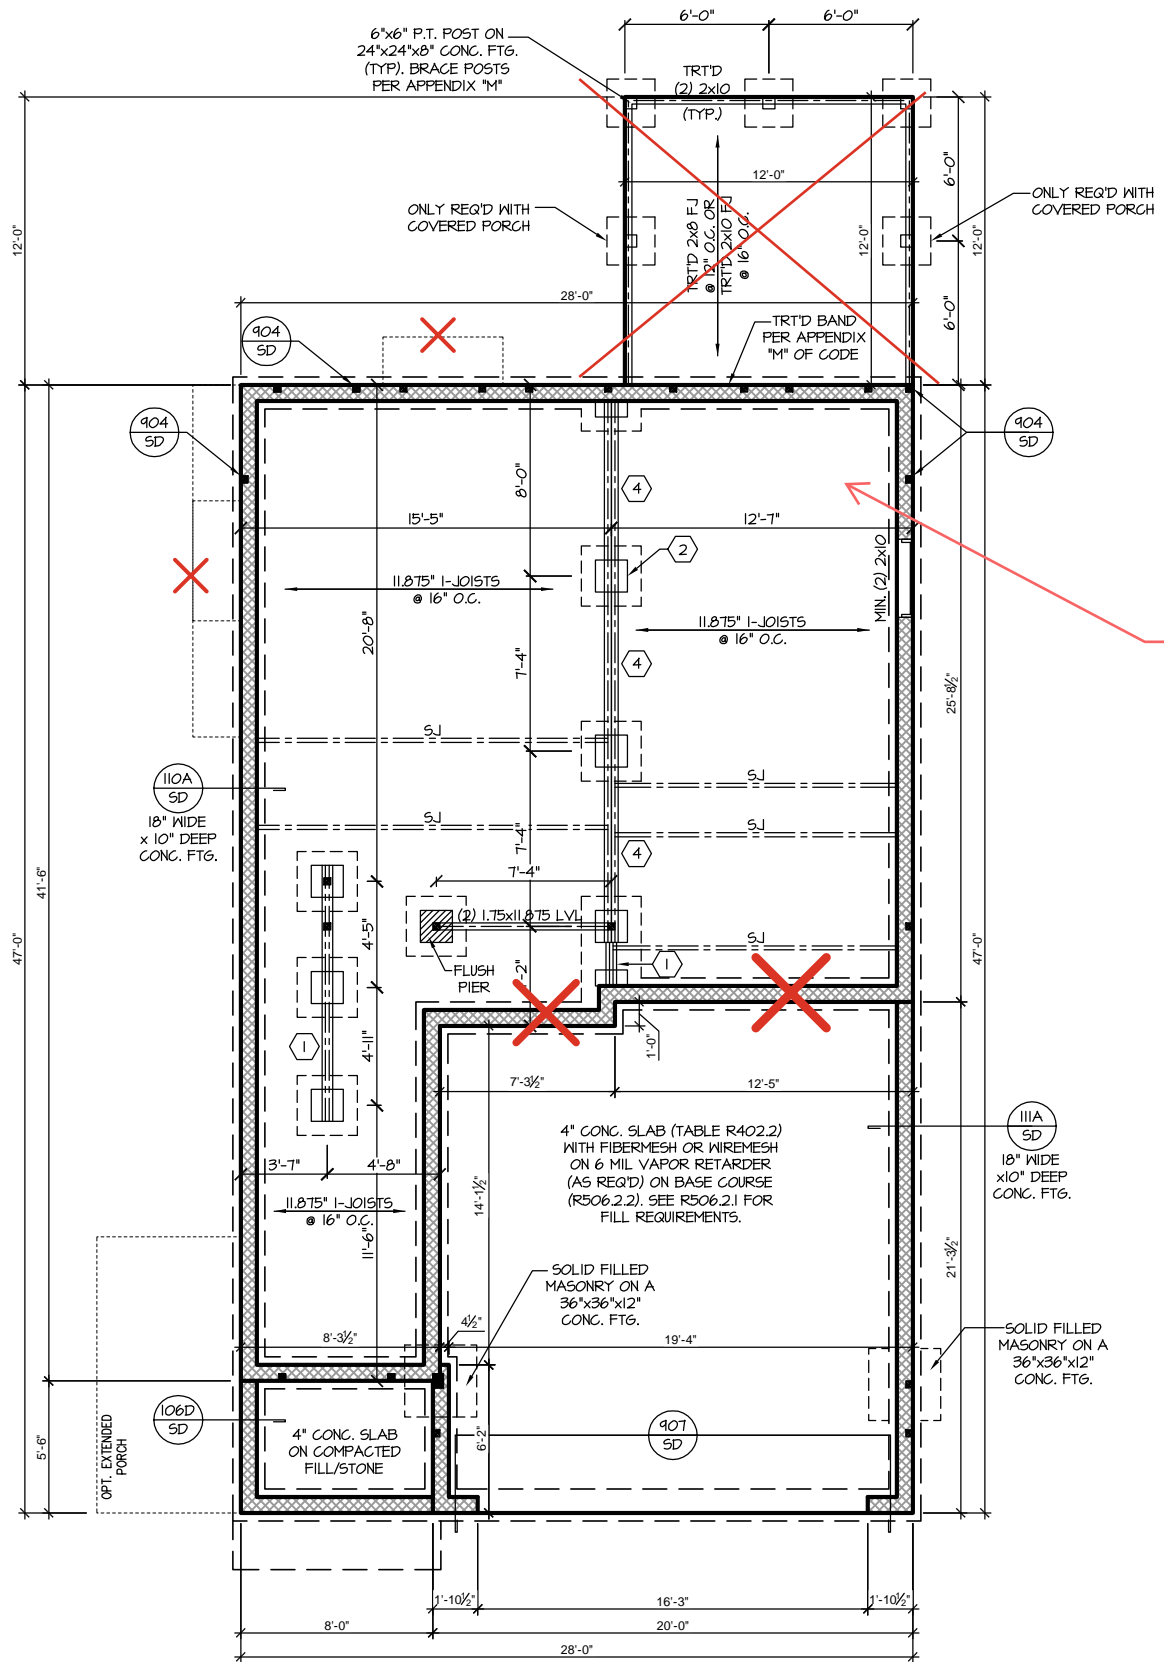 6'-0"
6'-0"
6"x6" P.T. POST ON
24"x24"x8" CONC. FTG.
(TYP). BRACE POSTS
PER APPENDIX "M"
TRT'D
(2) 2x10
(TYP.)
12'-0"
6'-0"
12'-0"
ONLY REQ'D WITH
COVERED PORCH
ONLY REQ'D WITH
COVERED PORCH
TRT'D 2x8 FJ
@ 12" O.C. OR
TRT'D 2x10 FJ
@ 16" O.C.
12'-0"
12'-0"
6'-0"
28'-0"
TRT'D BAND
PER APPENDIX
"M" OF CODE
904
SD
904
SD
904
SD
8'-0"
4
15'-5"
12'-7"
2
MIN. (2) 2x10
11.875" I-JOISTS
@ 16" O.C.
11.875" I-JOISTS
@ 16" O.C.
20'-8"
7'-4"
4
25'-8½"
SJ
SJ
110A
SD
18" WIDE
x 10" DEEP
CONC. FTG.
SJ
SJ
7'-4"
4
7'-4"
41'-6"
47'-0"
47'-0"
4'-5"
(2) 1.75x11.875 LVL
SJ
FLUSH
PIER
1
4'-11"
1
1'-0"
7'-3½"
12'-5"
4" CONC. SLAB (TABLE R402.2)
WITH FIBERMESH OR WIREMESH
ON 6 MIL VAPOR RETARDER
(AS REQ'D) ON BASE COURSE
(R506.2.2). SEE R506.2.1 FOR
FILL REQUIREMENTS.
111A
SD
18" WIDE
x10" DEEP
CONC. FTG.
3'-7"
4'-8"
11.875" I-JOISTS
@ 16" O.C.
14'-1½"
11'-6"
21'-3½"
SOLID FILLED
MASONRY ON A
36"x36"x12"
CONC. FTG.
8'-3½"
4½"
19'-4"
SOLID FILLED
MASONRY ON A
36"x36"x12"
CONC. FTG.
106D
SD
4" CONC. SLAB
ON COMPACTED
FILL/STONE
6'-2"
907
SD
5'-6"
OPT. EXTENDED
PORCH
1'-10½"
16'-3"
1'-10½"
8'-0"
20'-0"
28'-0"